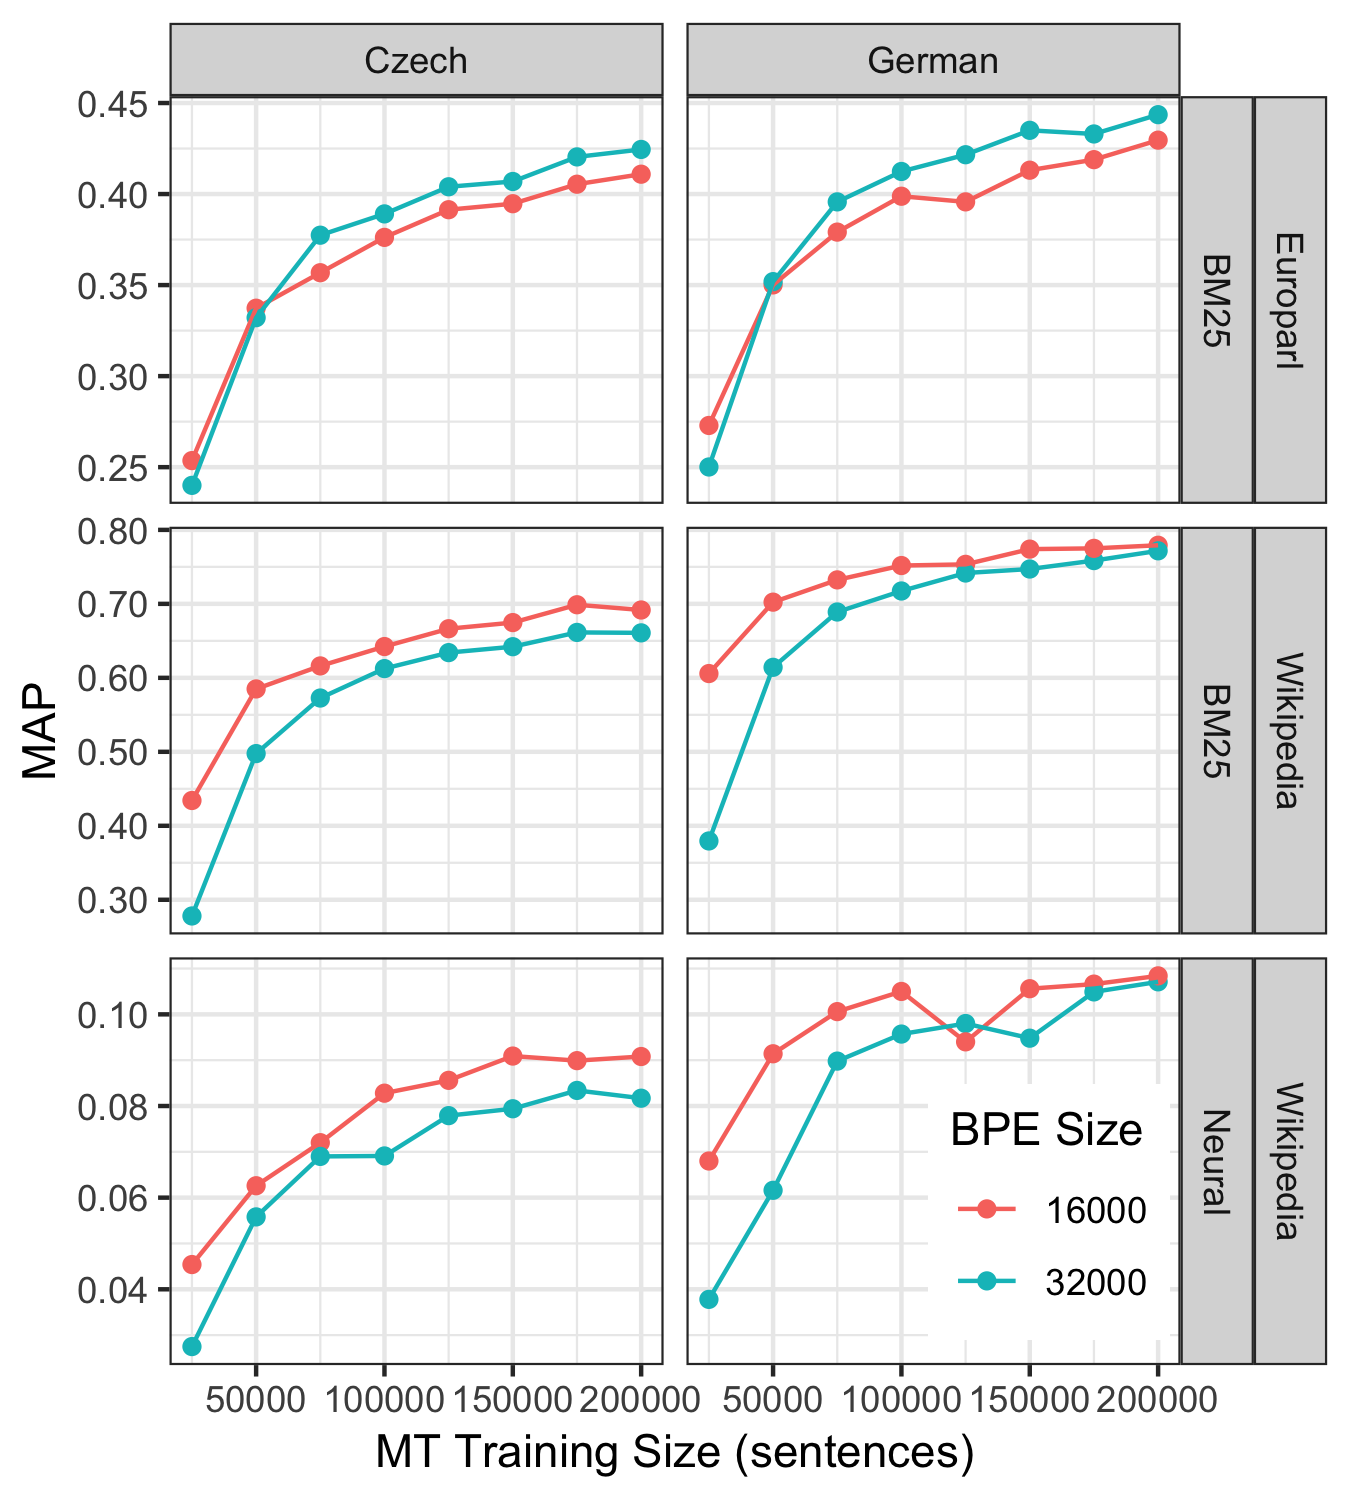 Czech
German
0.45
0.40
0.35
0.30
0.25
BM25
Europarl
0.80
0.70
0.60
0.50
0.40
0.30
BM25
Wikipedia
MAP
0.10
0.08
0.06
0.04
BPE Size
16000
32000
Neural
Wikipedia
50000 100000 150000 200000 50000 100000 150000 200000
MT Training Size (sentences)